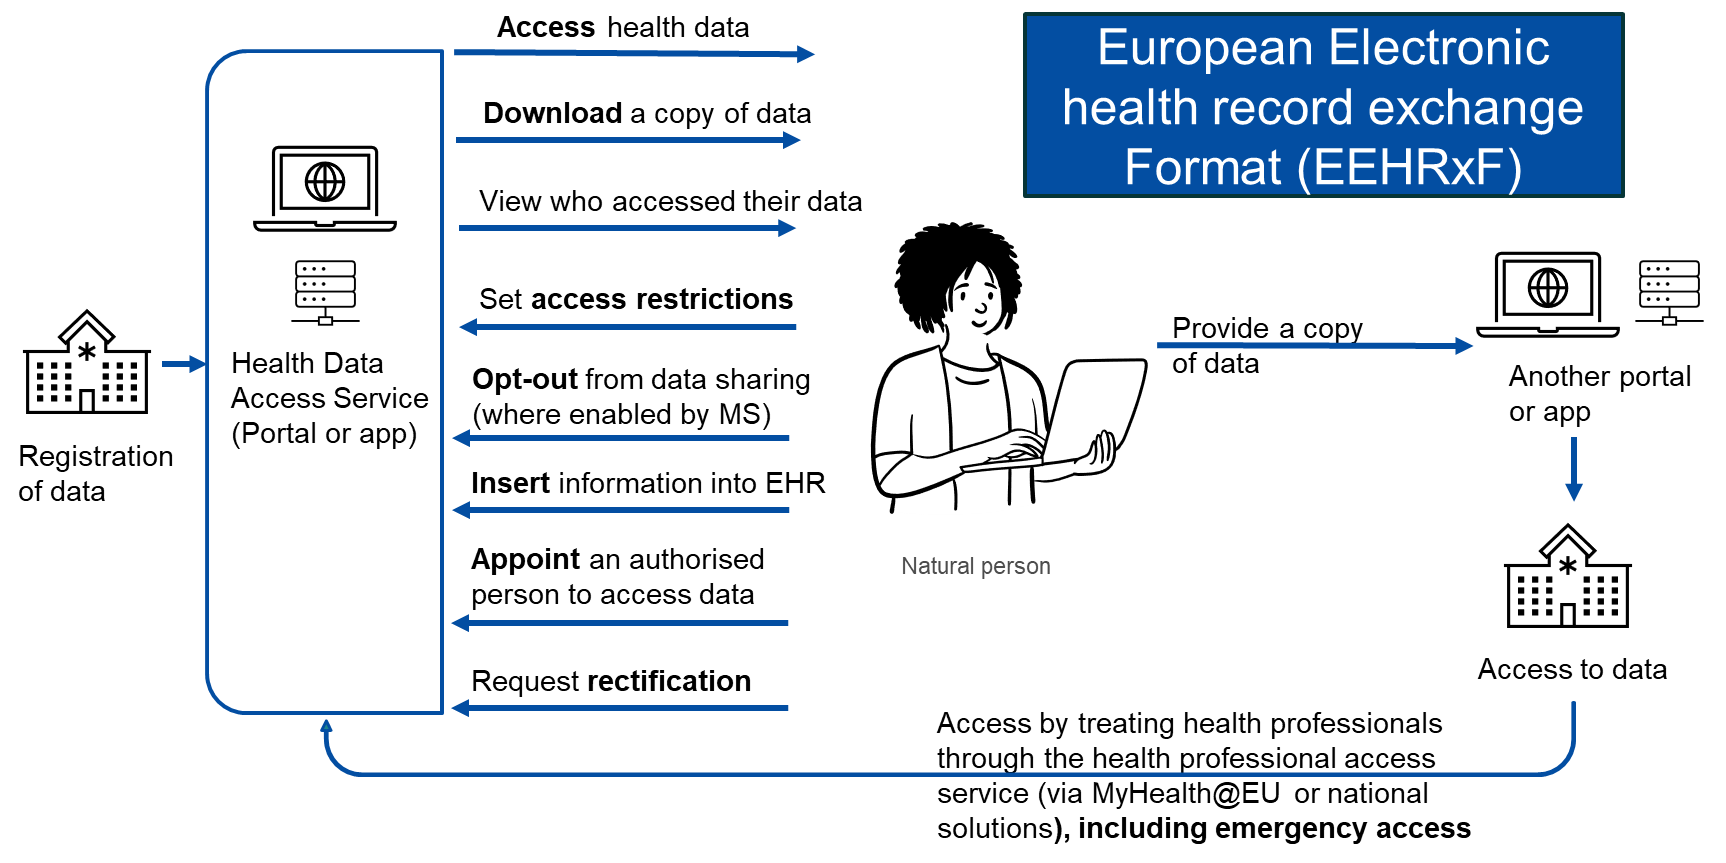 Access health data
European Electronic
health record exchange
Format (EEHRxF)
Download a copy of data
View who accessed their data
Set access restrictions
Opt-out from data sharing
(where enabled by MS)
Insert information into EHR
Appoint an authorised
person to access data
Request rectification
Health Data
Access Service
(Portal or app)
Registration
of data
Natural person
Provide a copy
of data
Another portal
or app
Access to data
Access by treating health professionals
through the health professional access
service (via MyHealth@EU or national
solutions), including emergency access